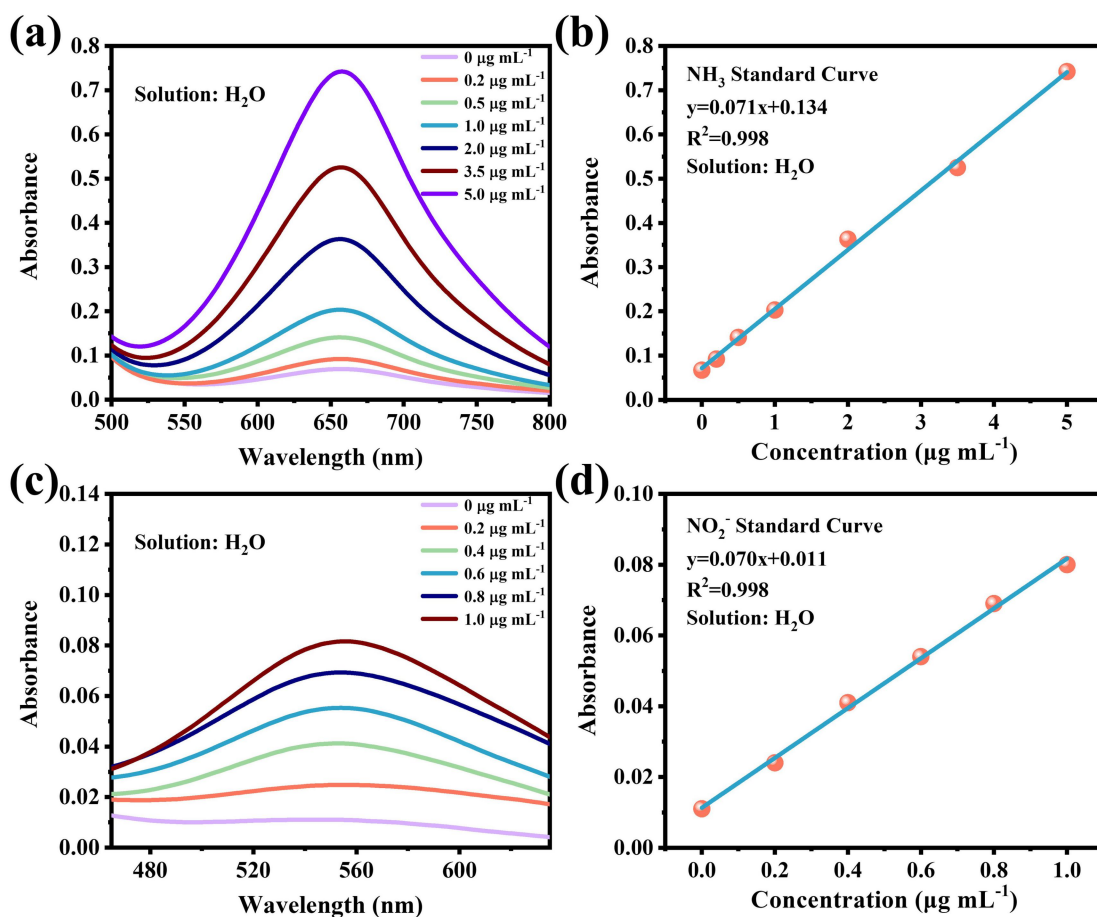 (a)
0.8
0.7
0.6
0.5
0.4
0.3
0.2
0.1
0.0
Absorbance
Solution: H₂O
0 μg mL⁻¹
0.2 μg mL⁻¹
0.5 μg mL⁻¹
1.0 μg mL⁻¹
2.0 μg mL⁻¹
3.5 μg mL⁻¹
5.0 μg mL⁻¹
500 550 600 650 700 750 800
Wavelength (nm)
(b)
0.8
0.7
0.6
0.5
0.4
0.3
0.2
0.1
0.0
Absorbance
NH₃ Standard Curve
y=0.071x+0.134
R²=0.998
Solution: H₂O
0 1 2 3 4 5
Concentration (μg mL⁻¹)
(c)
0.14
0.12
0.10
0.08
0.06
0.04
0.02
0.00
Absorbance
Solution: H₂O
0 μg mL⁻¹
0.2 μg mL⁻¹
0.4 μg mL⁻¹
0.6 μg mL⁻¹
0.8 μg mL⁻¹
1.0 μg mL⁻¹
480 520 560 600
Wavelength (nm)
(d)
0.10
0.08
0.06
0.04
0.02
0.00
Absorbance
NO₂⁻ Standard Curve
y=0.070x+0.011
R²=0.998
Solution: H₂O
0.0 0.2 0.4 0.6 0.8 1.0
Concentration (μg mL⁻¹)